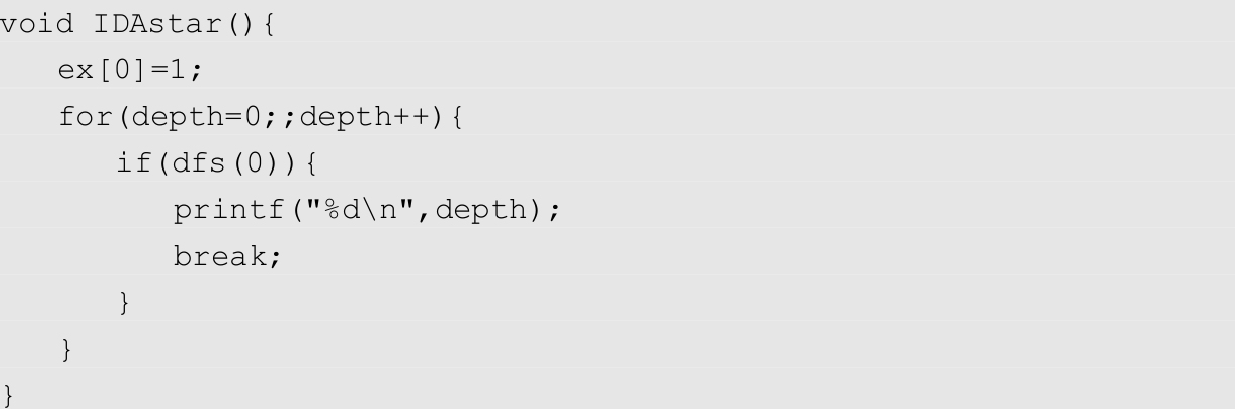 void IDAstar(){
    ex[0]=1;
    for(depth=0;;depth++){
        if(dfs(0)){
            printf("%d\n",depth);
            break;
        }
    }
}